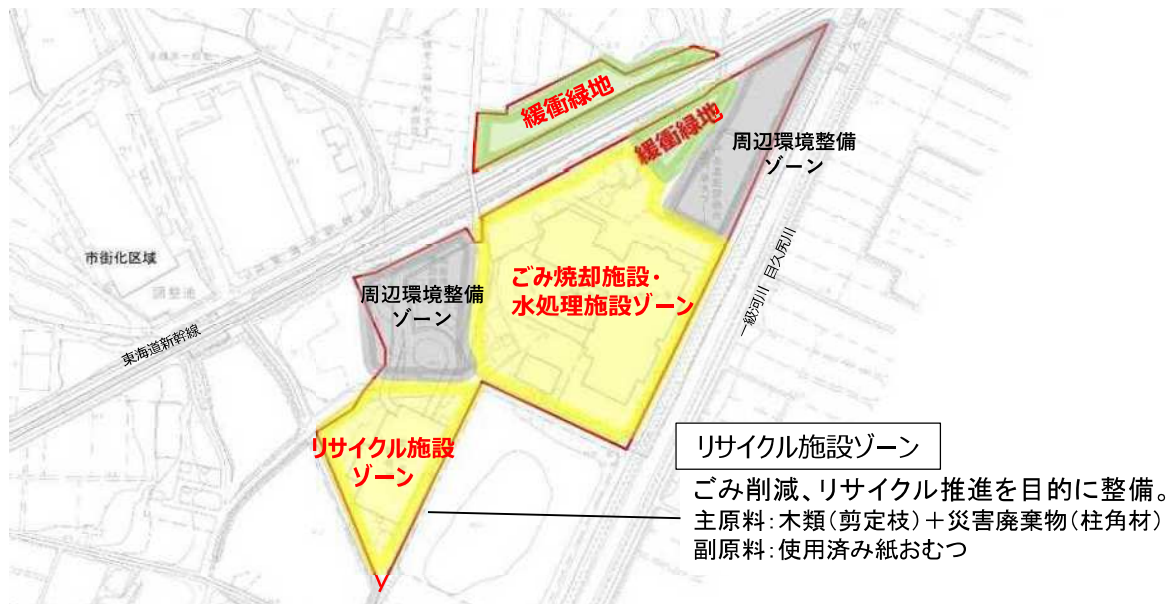 緩衝緑地
緩衝緑地
周辺環境整備
ゾーン
市街化区域
調整池
ごみ焼却施設・
水処理施設ゾーン
周辺環境整備
ゾーン
一級河川 目久尻川
東海道新幹線
リサイクル施設
ゾーン
リサイクル施設ゾーン
ごみ削減、リサイクル推進を目的に整備。
主原料:木類(剪定枝)+災害廃棄物(柱角材)
副原料:使用済み紙おむつ